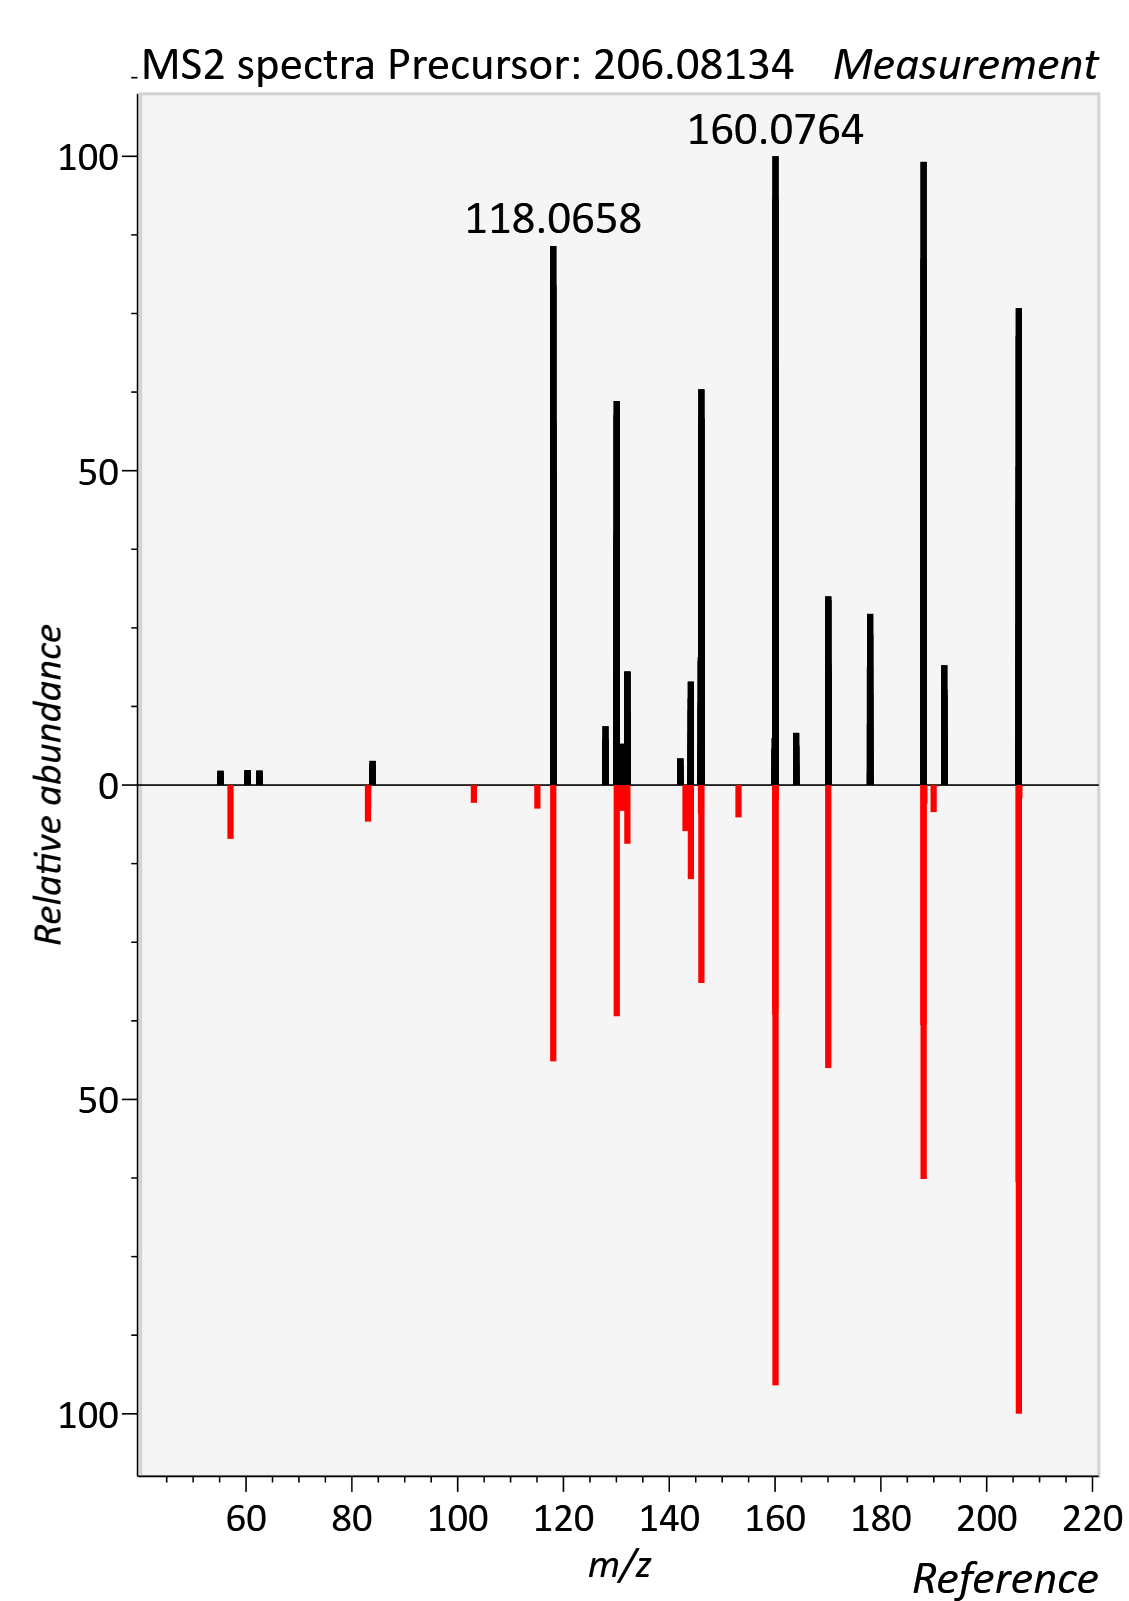 MS2 spectra Precursor: 206.08134 Measurement
160.0764
118.0658
100
50
0
50
100
Relative abundance
60 80 100 120 140 160 180 200 220
m/z
Reference